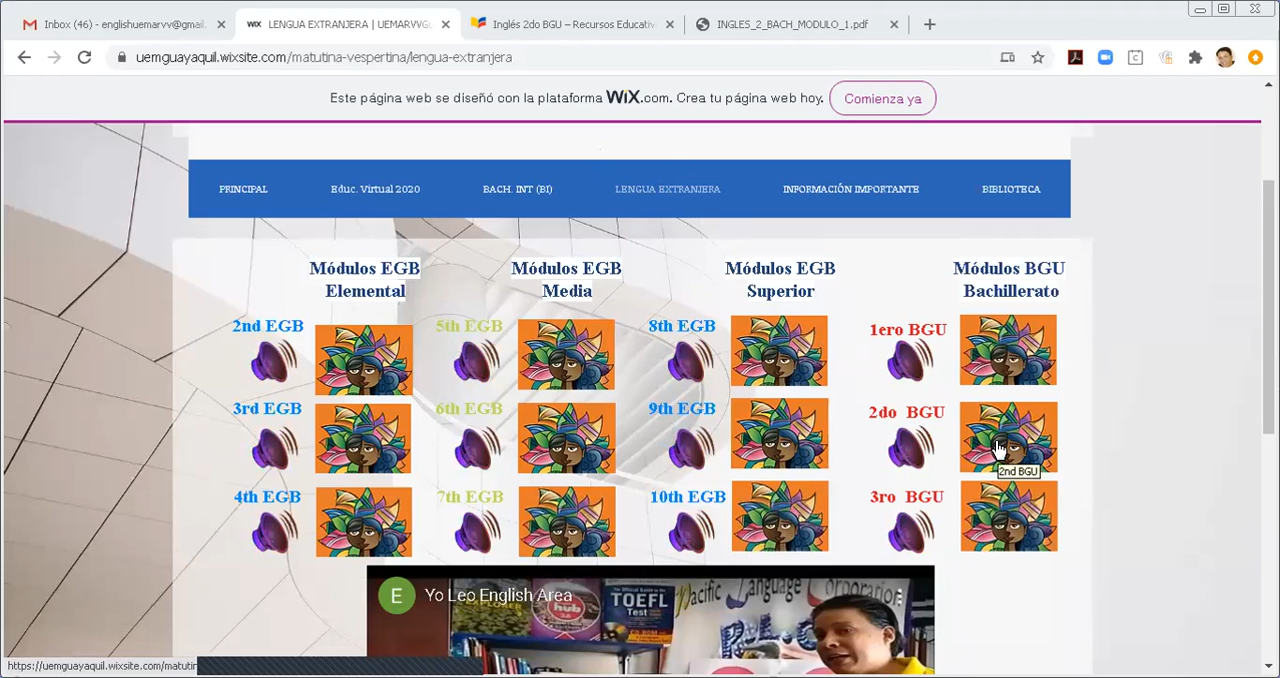 Inbox (46) - englishuemarvv@gmail.
LENGUA EXTRANJERA | UEMARVVG
Inglés 2do BGU – Recursos Educativ
INGLES_2_BACH_MODULO_1.pdf
uemguayaquil.wixsite.com/matutina-vespertina/lengua-extranjera
Este página web se diseñó con la plataforma WiX.com. Crea tu página web hoy. Comienza ya
PRINCIPAL Educ. Virtual 2020 BACH. INT (BI) LENGUA EXTRANJERA INFORMACIÓN IMPORTANTE BIBLIOTECA
Módulos EGB Elemental
Módulos EGB Media
Módulos EGB Superior
Módulos BGU Bachillerato
2nd EGB 5th EGB 8th EGB 1ero BGU
3rd EGB 6th EGB 9th EGB 2do BGU
2nd BGU
4th EGB 7th EGB 10th EGB 3ro BGU
E Yo Leo English Area
TOEFL
Test
hub
Pacific Language Corporation
https://uemguayaquil.wixsite.com/matutin